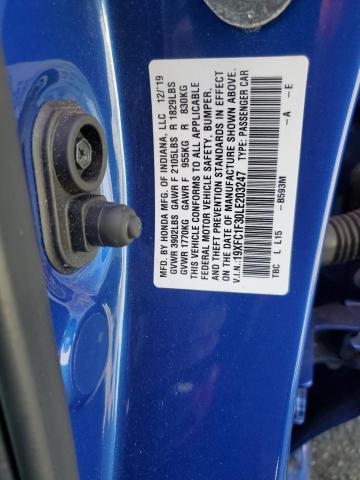 MFD. BY HONDA MFG. OF INDIANA, LLC 12/'19
GVWR 3902LBS GAWR F 2105LBS R 1829LBS
GVWR 1770KG GAWR F 955KG R 830KG
THIS VEHICLE CONFORMS TO ALL APPLICABLE
FEDERAL MOTOR VEHICLE SAFETY, BUMPER,
AND THEFT PREVENTION STANDARDS IN EFFECT
ON THE DATE OF MANUFACTURE SHOWN ABOVE.
V.I.N.:19XFC1F30LE203247 TYPE: PASSENGER CAR
TBC L L15 -B593M -A -E